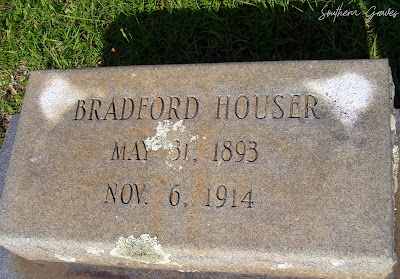 Southern Graves
BRADFORD HOUSER
MAY 31, 1893
NOV. 6, 1914